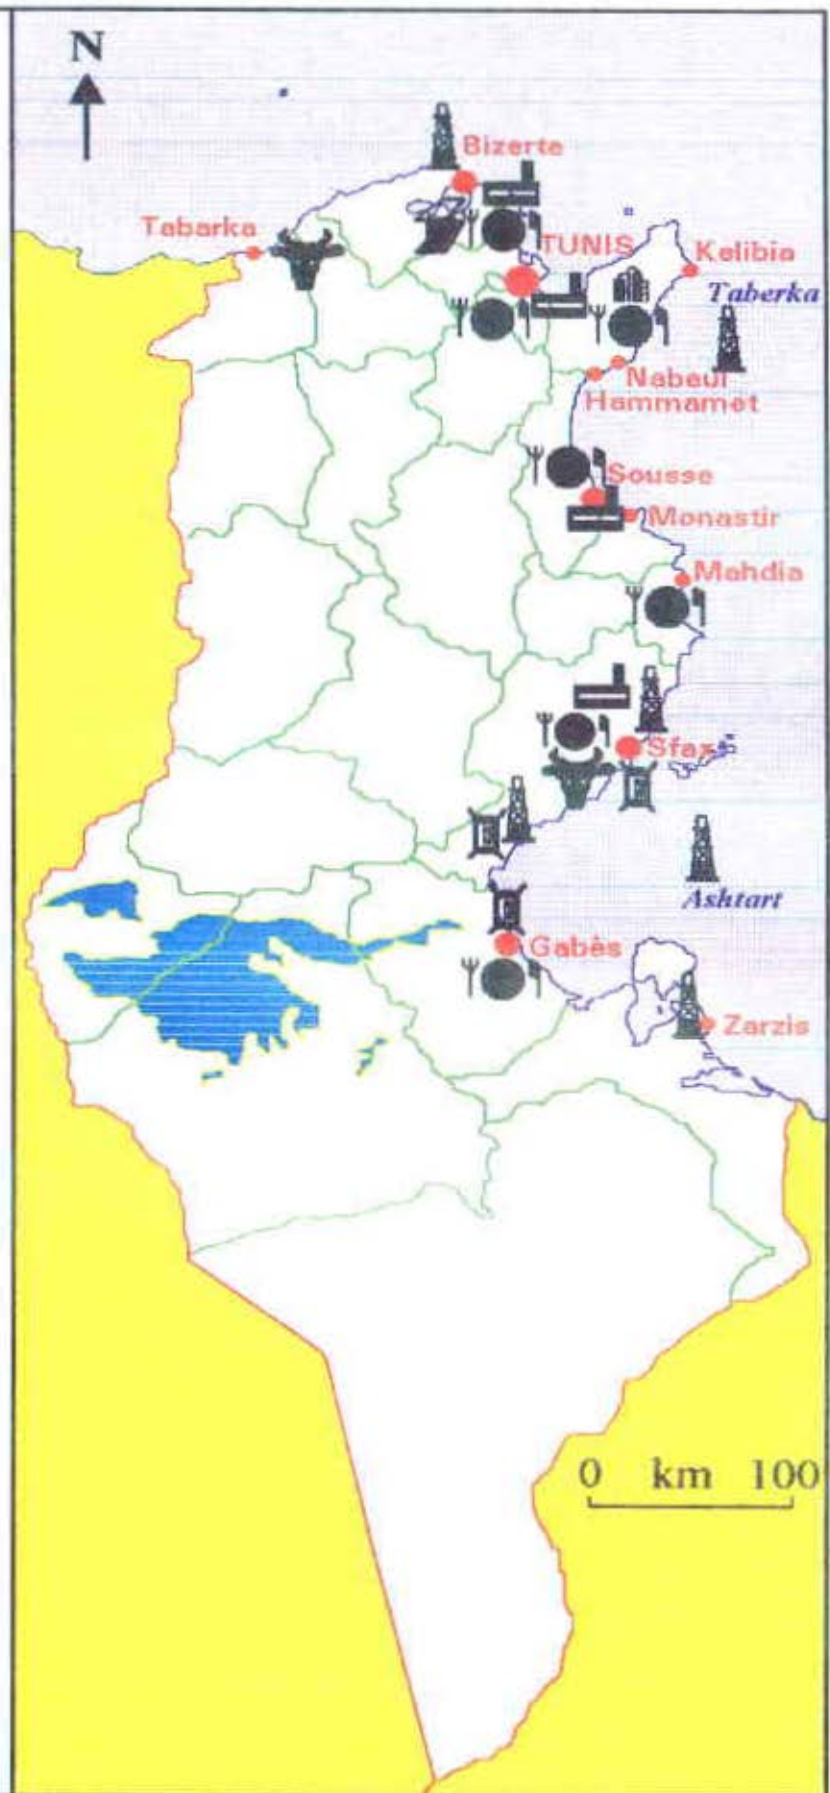 N
Bizerte
Tabarka
TUNIS
Kelibia
Taberka
Nabeul
Hammamet
Sousse
Monastir
Mahdia
Sfax
Ashtart
Gabès
Zarzis
0 km 100